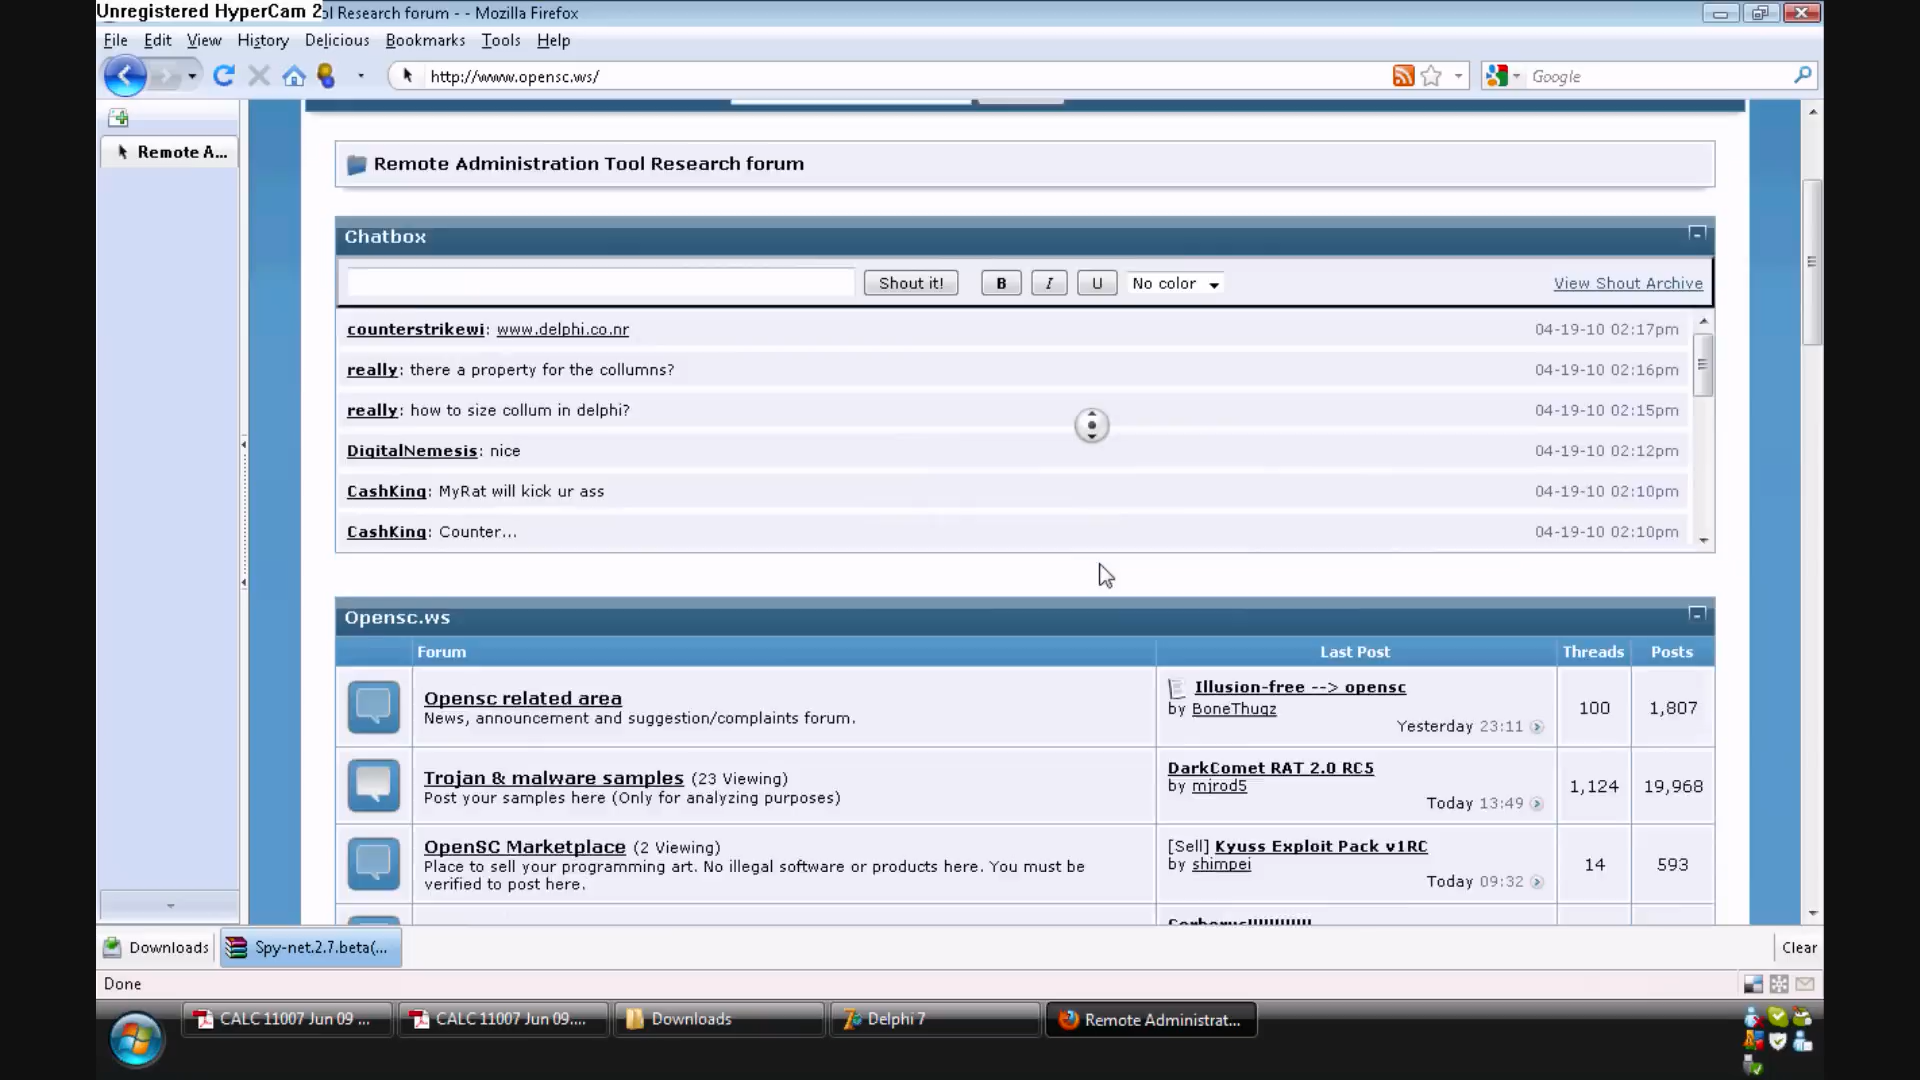 Unregistered HyperCam 2
ol Research forum - - Mozilla Firefox
File Edit View History Delicious Bookmarks Tools Help
http://www.opensc.ws/
Google
Remote A...
Remote Administration Tool Research forum
Chatbox
Shout it! B I U No color View Shout Archive
counterstrikewi: www.delphi.co.nr 04-19-10 02:17pm
really: there a property for the collumns? 04-19-10 02:16pm
really: how to size collum in delphi? 04-19-10 02:15pm
DigitalNemesis: nice 04-19-10 02:12pm
CashKing: MyRat will kick ur ass 04-19-10 02:10pm
CashKing: Counter... 04-19-10 02:10pm
Opensc.ws
Forum Last Post Threads Posts
Opensc related area
News, announcement and suggestion/complaints forum.
Illusion-free --> opensc
by BoneThugz
Yesterday 23:11
100 1,807
Trojan & malware samples (23 Viewing)
Post your samples here (Only for analyzing purposes)
DarkComet RAT 2.0 RC5
by mjrod5
Today 13:49
1,124 19,968
OpenSC Marketplace (2 Viewing)
Place to sell your programming art. No illegal software or products here. You must be
verified to post here.
[Sell] Kyuss Exploit Pack v1RC
by shimpei
Today 09:32
14 593
Downloads Spy-net.2.7.beta(... Clear
Done
CALC 11007 Jun 09 ... CALC 11007 Jun 09.... Downloads Delphi 7 Remote Administrat...